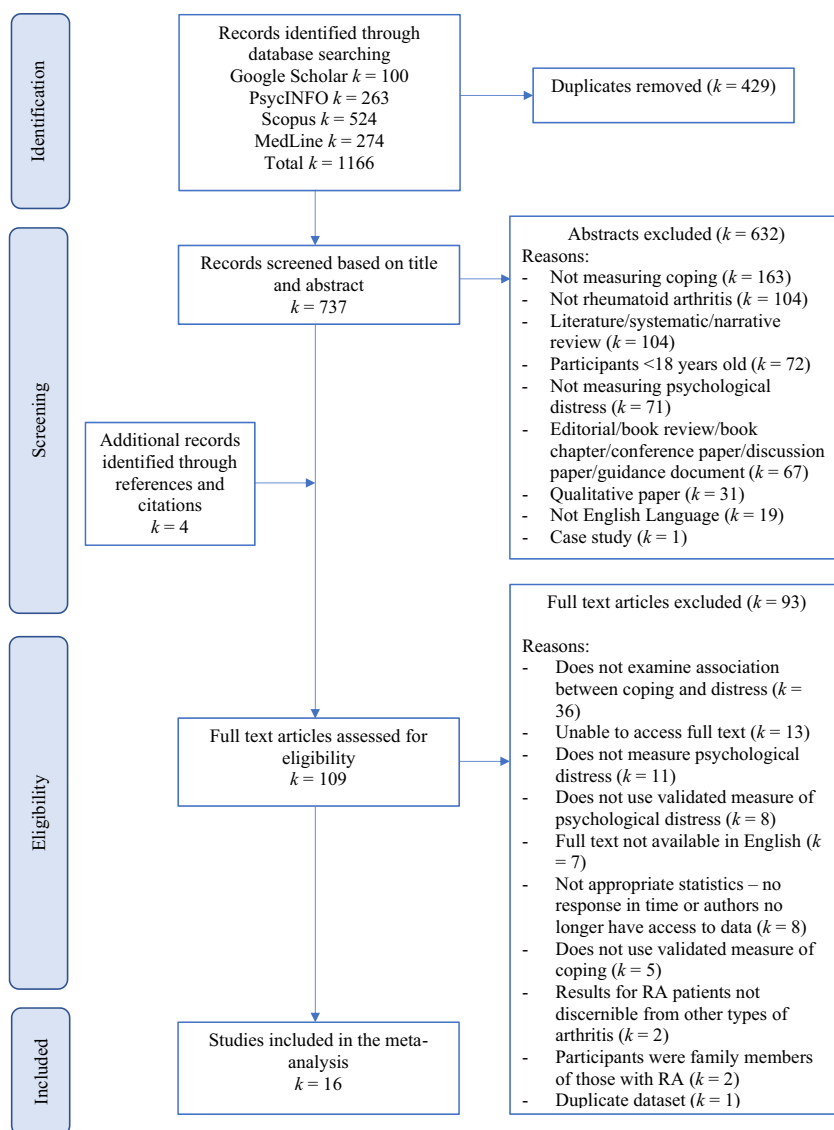 Identification
Records identified through
database searching
Google Scholar k = 100
PsycINFO k = 263
Scopus k = 524
MedLine k = 274
Total k = 1166
Duplicates removed (k = 429)
Screening
Records screened based on title
and abstract
k = 737
Abstracts excluded (k = 632)
Reasons:
- Not measuring coping (k = 163)
- Not rheumatoid arthritis (k = 104)
- Literature/systematic/narrative
review (k = 104)
- Participants <18 years old (k = 72)
- Not measuring psychological
distress (k = 71)
- Editorial/book review/book
chapter/conference paper/discussion
paper/guidance document (k = 67)
- Qualitative paper (k = 31)
- Not English Language (k = 19)
- Case study (k = 1)
Additional records
identified through
references and
citations
k = 4
Eligibility
Full text articles assessed for
eligibility
k = 109
Full text articles excluded (k = 93)
Reasons:
- Does not examine association
between coping and distress (k =
36)
- Unable to access full text (k = 13)
- Does not measure psychological
distress (k = 11)
- Does not use validated measure of
psychological distress (k = 8)
- Full text not available in English (k
= 7)
- Not appropriate statistics – no
response in time or authors no
longer have access to data (k = 8)
- Does not use validated measure of
coping (k = 5)
- Results for RA patients not
discernible from other types of
arthritis (k = 2)
- Participants were family members
of those with RA (k = 2)
- Duplicate dataset (k = 1)
Included
Studies included in the meta-
analysis
k = 16